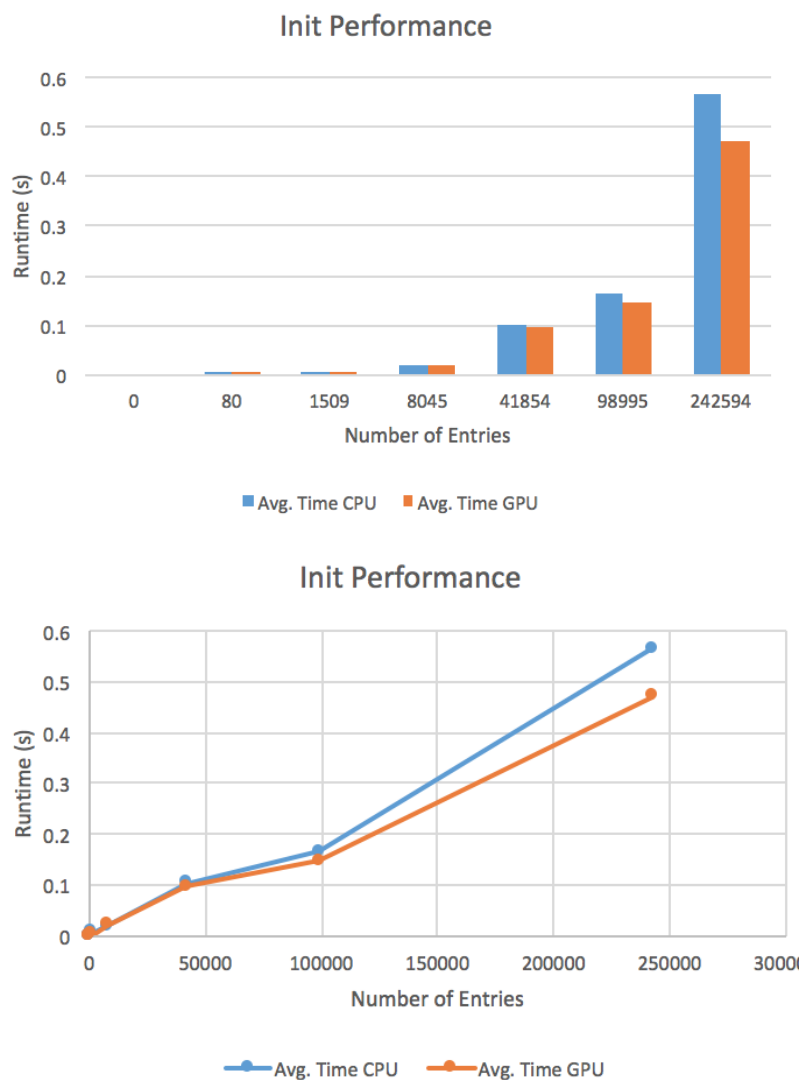 Init Performance
0.6
0.5
0.4
0.3
0.2
0.1
0
Runtime (s)
0 80 1509 8045 41854 98995 242594
Number of Entries
Avg. Time CPU Avg. Time GPU
Init Performance
0.6
0.5
0.4
0.3
0.2
0.1
0
Runtime (s)
0 50000 100000 150000 200000 250000 30000
Number of Entries
Avg. Time CPU Avg. Time GPU